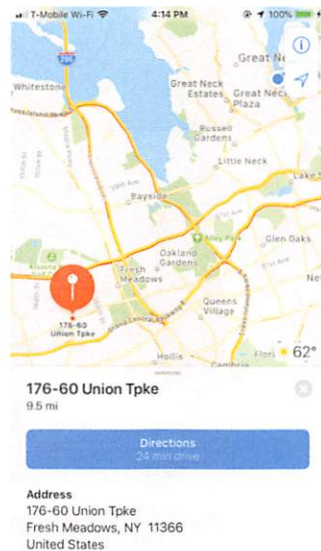 T-Mobile Wi-Fi 4:14 PM 100%
295
Great Ne
Whitestone
Great Neck
Estates
Great Neck
Plaza
Russell
Gardens
Little Neck
Lake S
Bayside
Alley Park
Glen Oaks
Oakland
Gardens
Fresh
Meadows
Queens
Village
176-60
Union Tpke
Hollis
62°
176-60 Union Tpke
9.5 mi
Directions
24 min drive
Address
176-60 Union Tpke
Fresh Meadows, NY 11366
United States